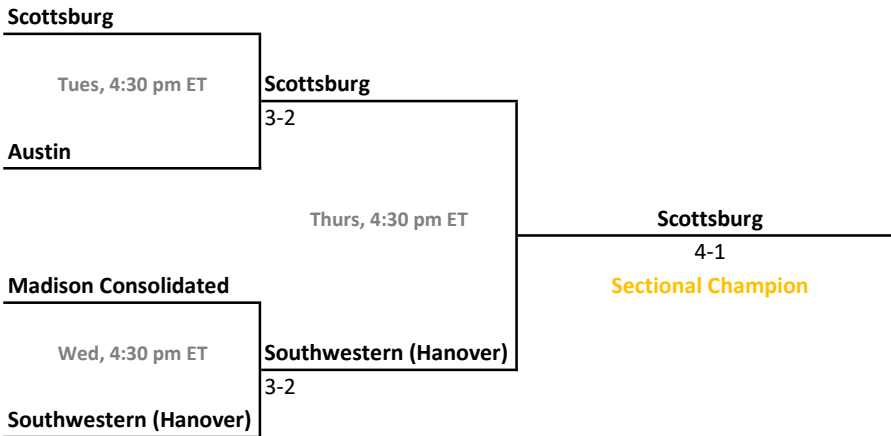 Scottsburg
Tues, 4:30 pm ET
Scottsburg
3-2
Austin
Thurs, 4:30 pm ET
Scottsburg
4-1
Madison Consolidated
Sectional Champion
Wed, 4:30 pm ET
Southwestern (Hanover)
3-2
Southwestern (Hanover)